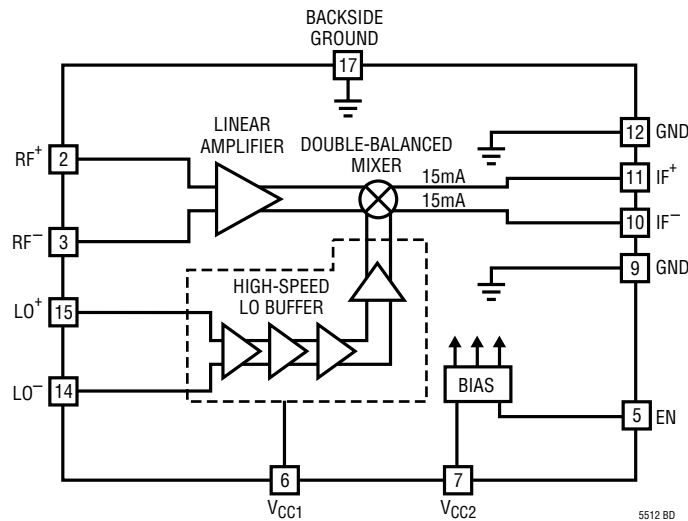 BACKSIDE
GROUND
17
LINEAR
AMPLIFIER
DOUBLE-BALANCED
MIXER
12 GND
RF+ 2
15mA
11 IF+
15mA
10 IF−
RF− 3
9 GND
HIGH-SPEED
LO BUFFER
LO+ 15
BIAS
LO− 14
5 EN
6
7
VCC1
VCC2
5512 BD